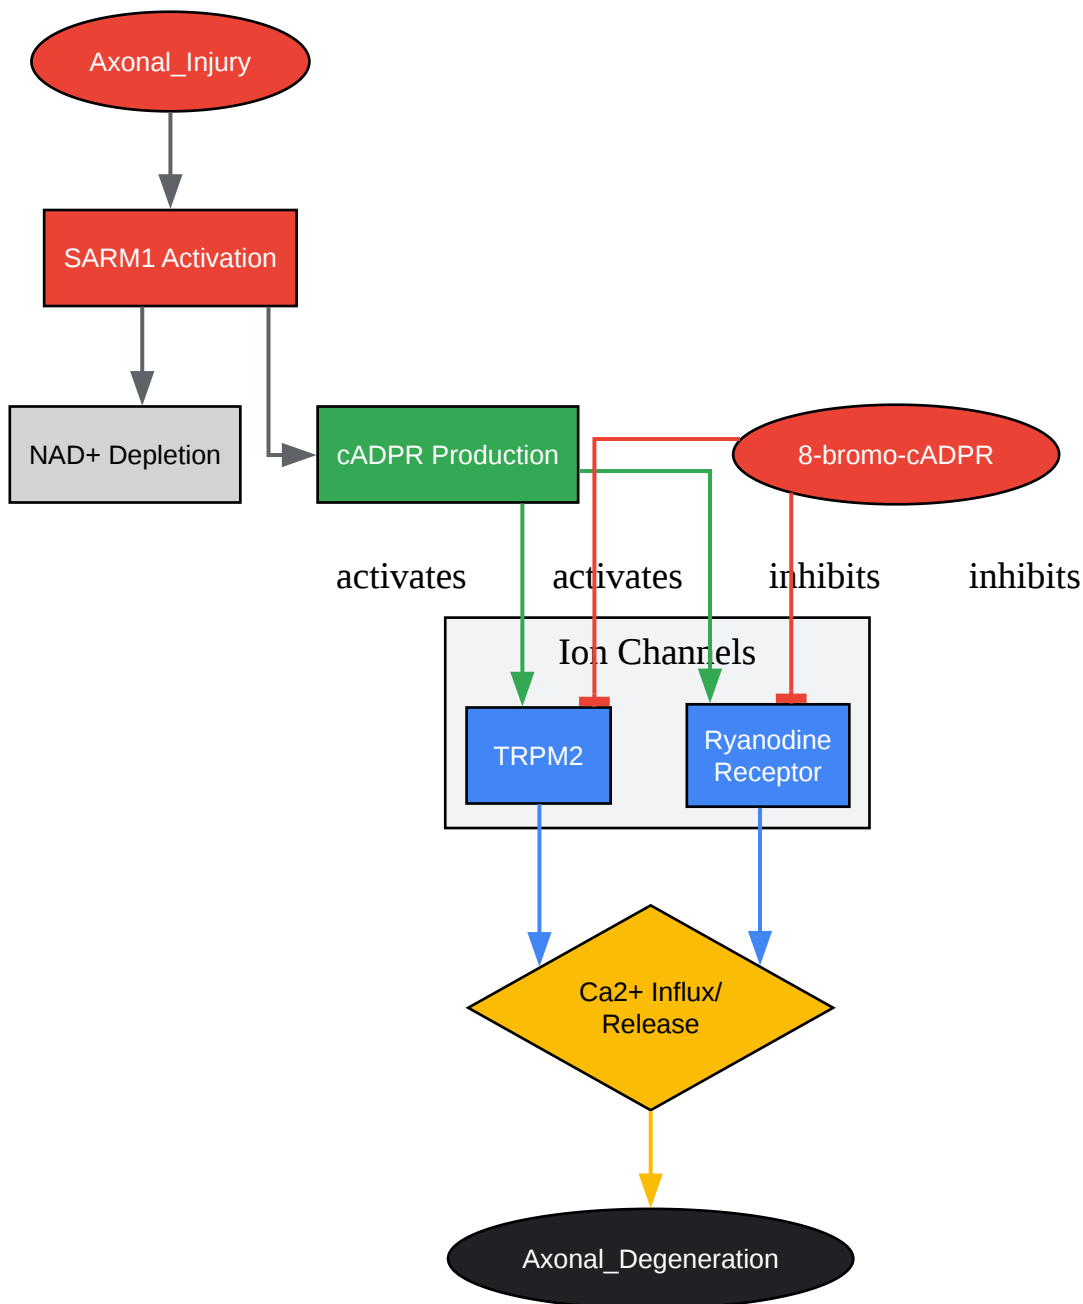 Axonal_Injury
SARM1 Activation
NAD+ Depletion
cADPR Production
8-bromo-cADPR
activates
activates
inhibits
inhibits
Ion Channels
TRPM2
Ryanodine
Receptor
Ca2+ Influx/
Release
Axonal_Degeneration